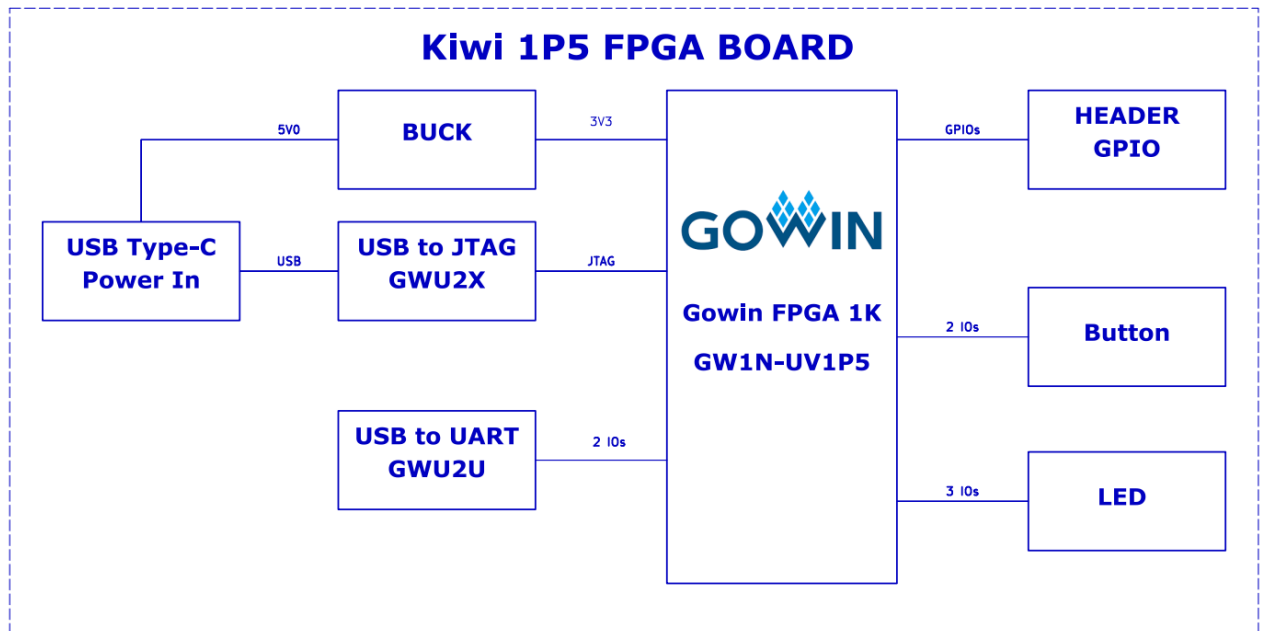 Kiwi 1P5 FPGA BOARD
5V0
BUCK
3V3
GPIOs
HEADER
GPIO
USB Type-C
Power In
USB
USB to JTAG
GWU2X
JTAG
GOWIN
Gowin FPGA 1K
GW1N-UV1P5
2 IOs
Button
USB to UART
GWU2U
2 IOs
3 IOs
LED